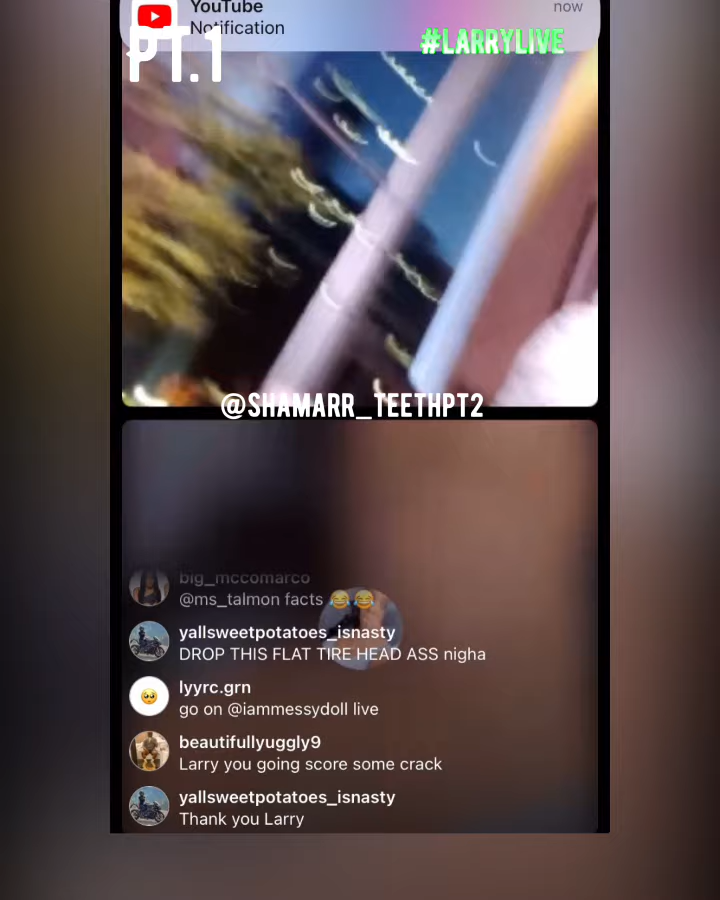 YouTube
now
Notification
PT.1
#LARRYLIVE
@SHAMARR_TEETHPT2
big_mccomarco
@ms_talmon facts 😂😂
yallsweetpotatoes_isnasty
DROP THIS FLAT TIRE HEAD ASS nigha
lyyrc.grn
go on @iammessydoll live
beautifullyuggly9
Larry you going score some crack
yallsweetpotatoes_isnasty
Thank you Larry